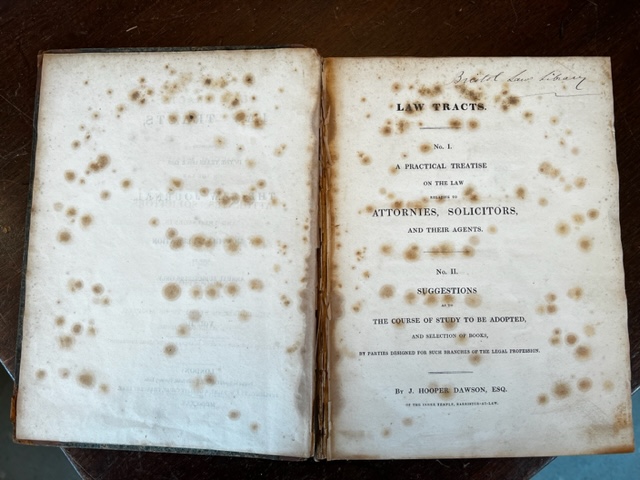 Bristol Law Library
LAW TRACTS.
No. I.
A PRACTICAL TREATISE
ON THE LAW
RELATING TO
ATTORNIES, SOLICITORS,
AND THEIR AGENTS.
No. II.
SUGGESTIONS
AS TO
THE COURSE OF STUDY TO BE ADOPTED,
AND SELECTION OF BOOKS,
BY PARTIES DESIGNED FOR SUCH BRANCHES OF THE LEGAL PROFESSION.
By J. HOOPER DAWSON, ESQ.
OF THE INNER TEMPLE, BARRISTER-AT-LAW.